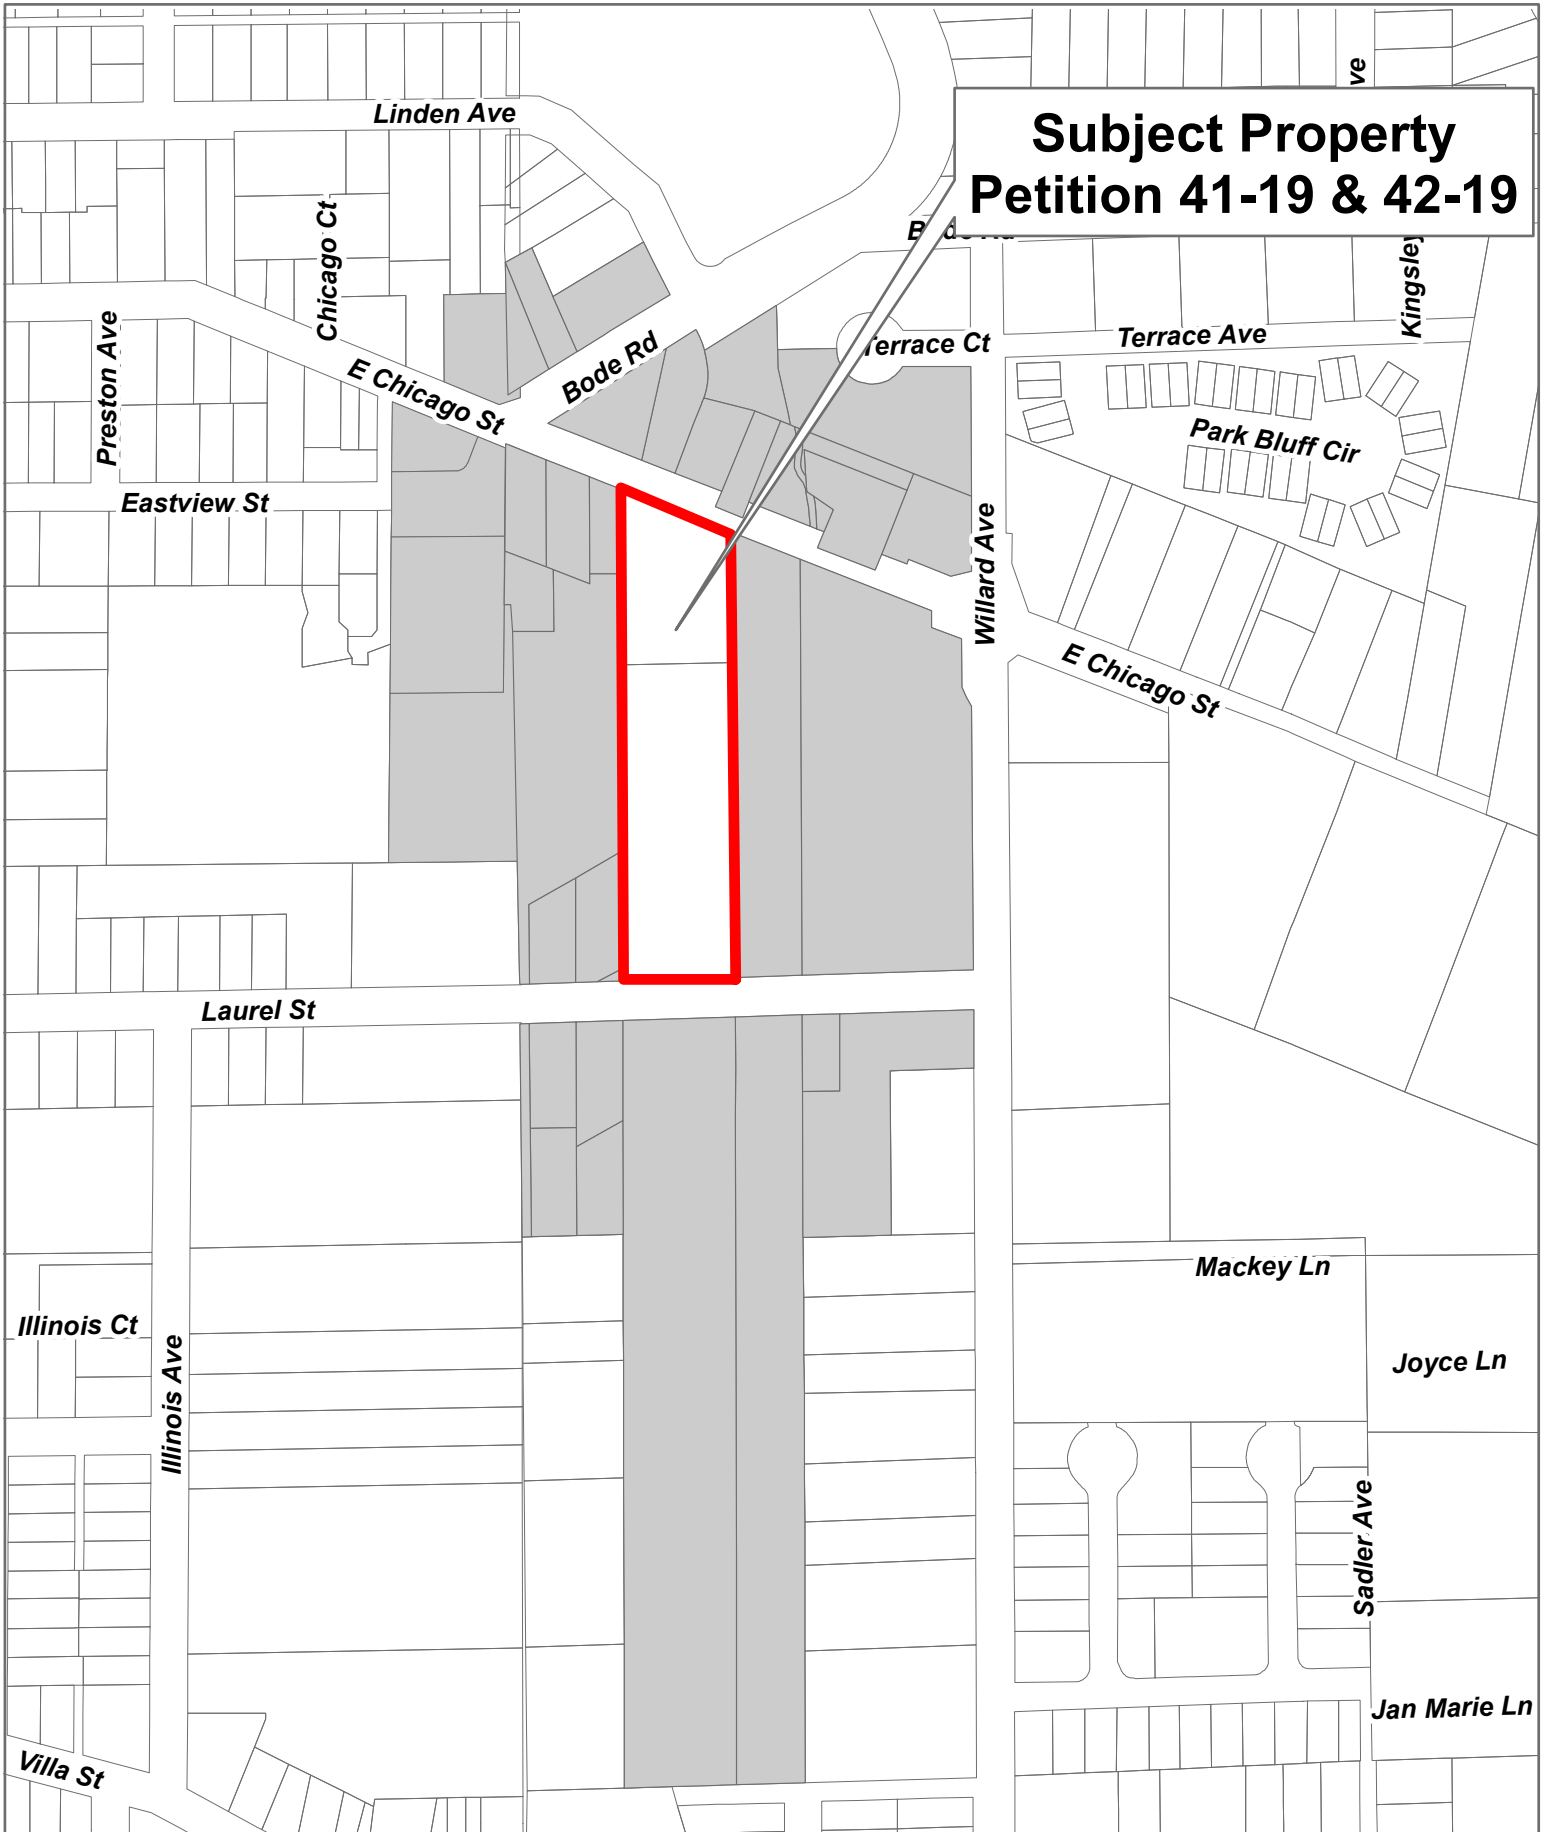 ve
Linden Ave
Subject Property
Petition 41-19 & 42-19
Chicago Ct
Kingsley
Preston Ave
Bode Rd
Terrace Ct
Terrace Ave
E Chicago St
Park Bluff Cir
Eastview St
Willard Ave
E Chicago St
Laurel St
Mackey Ln
Illinois Ct
Illinois Ave
Joyce Ln
Sadler Ave
Jan Marie Ln
Villa St